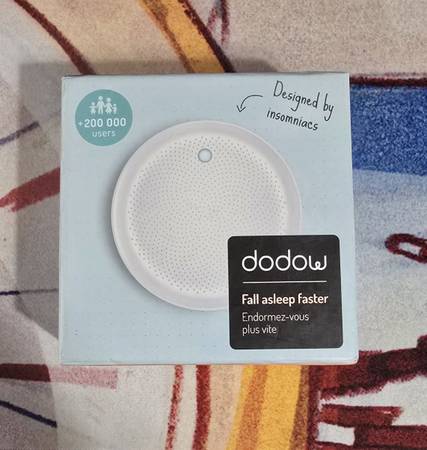 +200 000
users
Designed by
insomniacs
dodow
Fall asleep faster
Endormez-vous
plus vite